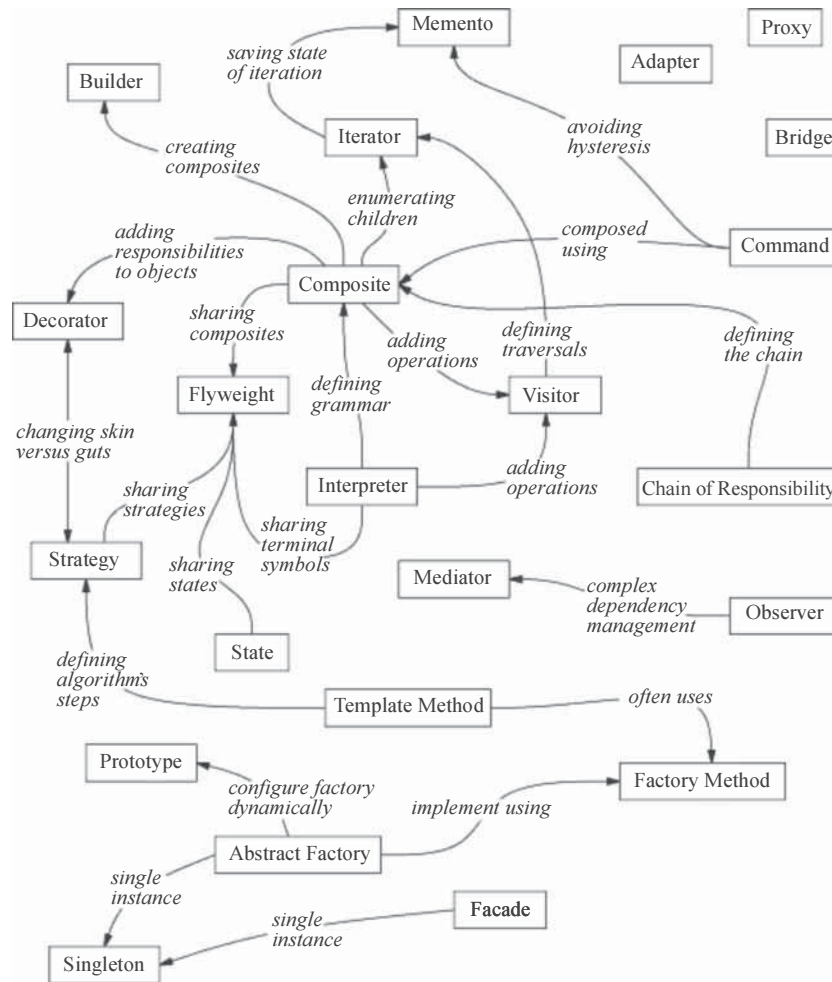 Memento
Proxy
saving state
of iteration
Adapter
Builder
avoiding
hysteresis
Iterator
Bridge
creating
composites
enumerating
children
adding
responsibilities
to objects
composed
using
Command
Composite
Decorator
sharing
composites
adding
operations
defining
traversals
defining
the chain
Flyweight
defining
grammar
Visitor
changing skin
versus guts
sharing
strategies
Interpreter
adding
operations
Chain of Responsibility
sharing
terminal
symbols
Strategy
sharing
states
Mediator
complex
dependency
management
Observer
State
defining
algorithm's
steps
Template Method
often uses
Prototype
configure factory
dynamically
implement using
Factory Method
Abstract Factory
single
instance
Facade
single
instance
Singleton